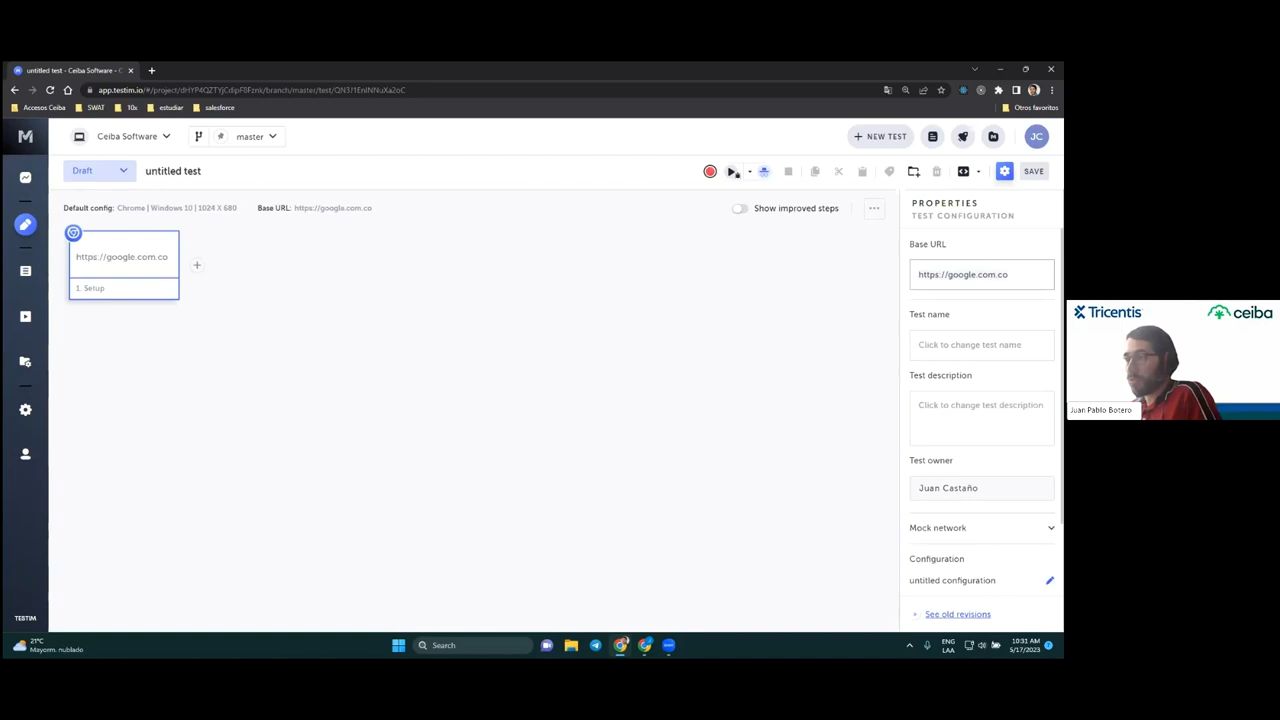 untitled test - Ceiba Software - C
app.testim.io/#/project/dHYP4QZTYjCdipF8Fznk/branch/master/test/QN3J1EnINNuXa2oC
Accesos Ceiba
SWAT
10x
estudiar
salesforce
Otros favoritos
M
Ceiba Software
master
NEW TEST
JC
Draft
untitled test
SAVE
Default config: Chrome | Windows 10 | 1024 X 680
Base URL: https://google.com.co
Show improved steps
https://google.com.co
1. Setup
PROPERTIES
TEST CONFIGURATION
Base URL
https://google.com.co
Test name
Click to change test name
Test description
Click to change test description
Test owner
Juan Castaño
Mock network
Configuration
untitled configuration
See old revisions
TESTIM
Tricentis
ceiba
Juan Pablo Botero
21°C
Mayorm. nublado
Search
ENG
LAA
10:31 AM
5/17/2023